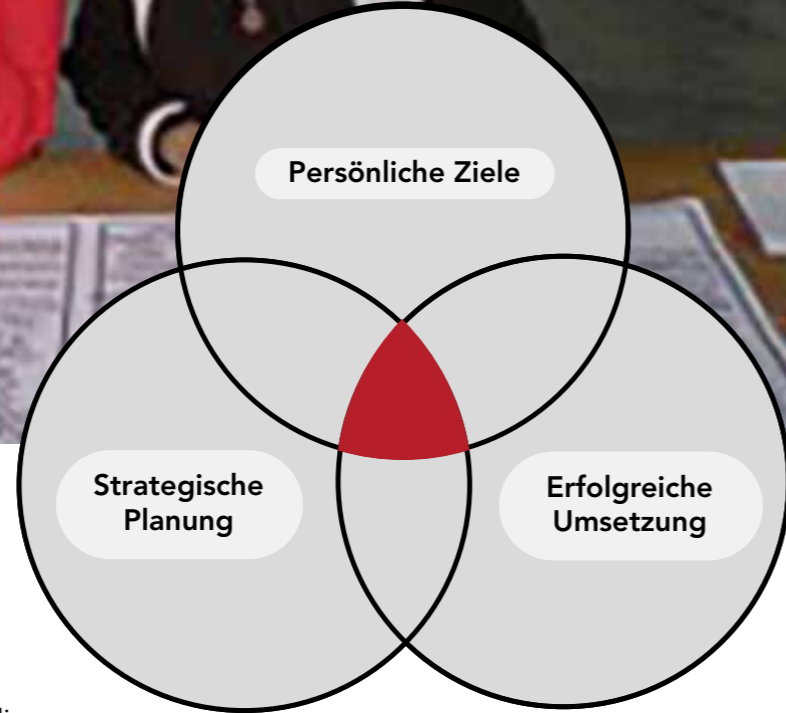 Persönliche Ziele
Strategische
Planung
Erfolgreiche
Umsetzung